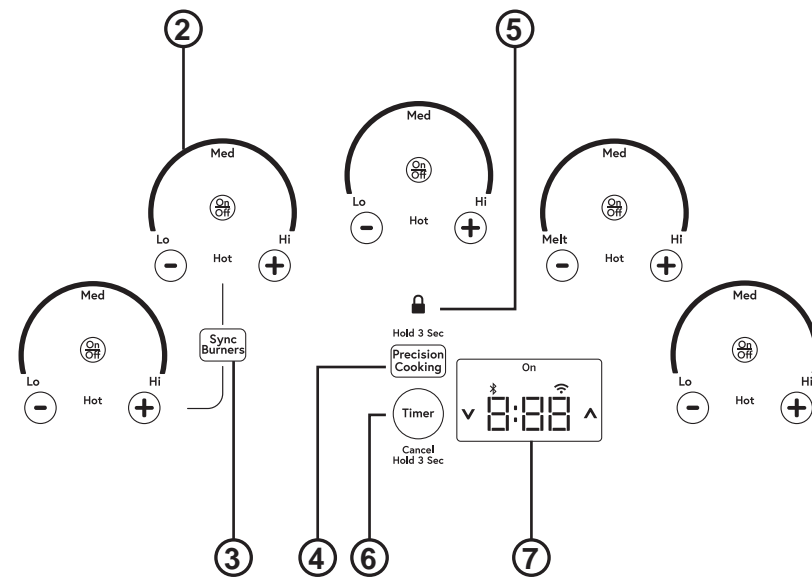 2
5
Med
On
Off
Lo
Hi
Hot
- +
Med
On
Off
Lo
Hi
Hot
- +
Med
On
Off
Melt
Hi
Hot
- +
Med
On
Off
Lo
Hi
Hot
- +
Sync
Burners
Hold 3 Sec
Precision
Cooking
Timer
Cancel
Hold 3 Sec
On
8:88
Med
On
Off
Lo
Hi
Hot
- +
3
4
6
7